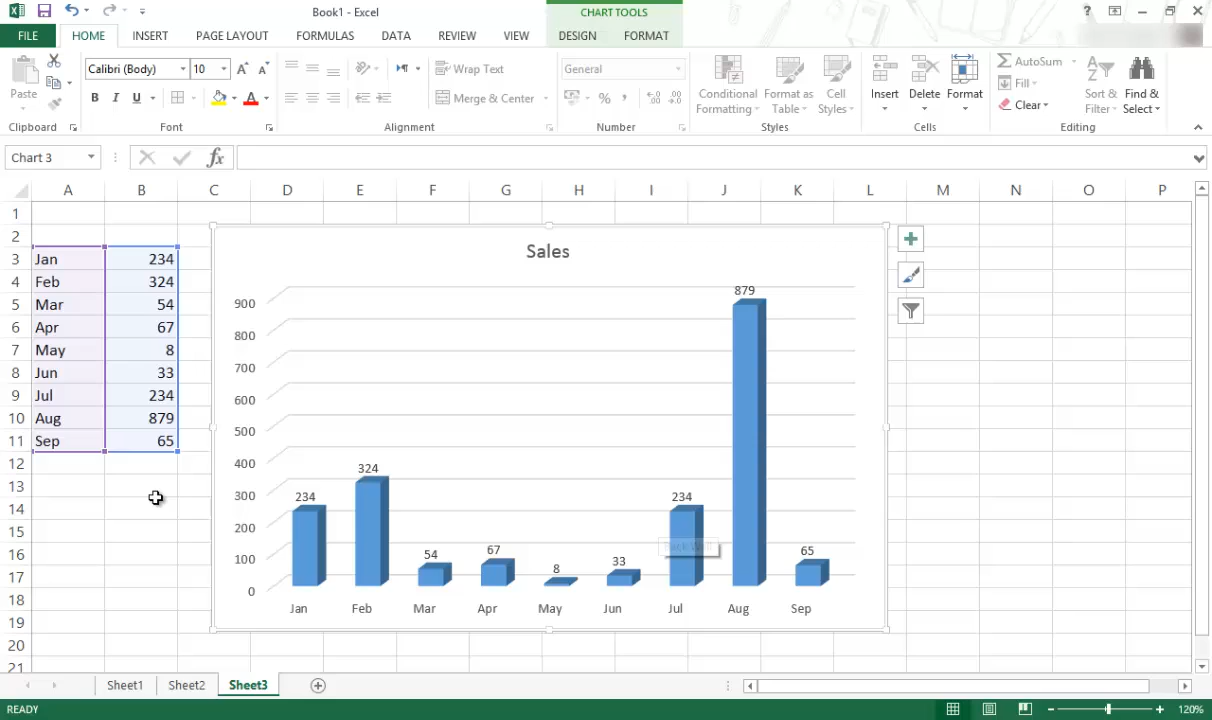 Book1 - Excel
CHART TOOLS
?
FILE
HOME
INSERT
PAGE LAYOUT
FORMULAS
DATA
REVIEW
VIEW
DESIGN
FORMAT
Paste
Calibri (Body)
10
B I U
Wrap Text
Merge & Center
General
%
Conditional
Formatting
Format as
Table
Cell
Styles
Insert
Delete
Format
AutoSum
Fill
Clear
Sort &
Filter
Find &
Select
Clipboard
Font
Alignment
Number
Styles
Cells
Editing
Chart 3
fx
A B C D E F G H I J K L M N O P
1
2
3 Jan 234
4 Feb 324
5 Mar 54
6 Apr 67
7 May 8
8 Jun 33
9 Jul 234
10 Aug 879
11 Sep 65
12
13
14
15
16
17
18
19
20
21
Sales
900
800
700
600
500
400
300
200
100
0
234
324
54
67
8
33
234
879
65
Jan Feb Mar Apr May Jun Jul Aug Sep
Sheet1 Sheet2 Sheet3
READY
120%